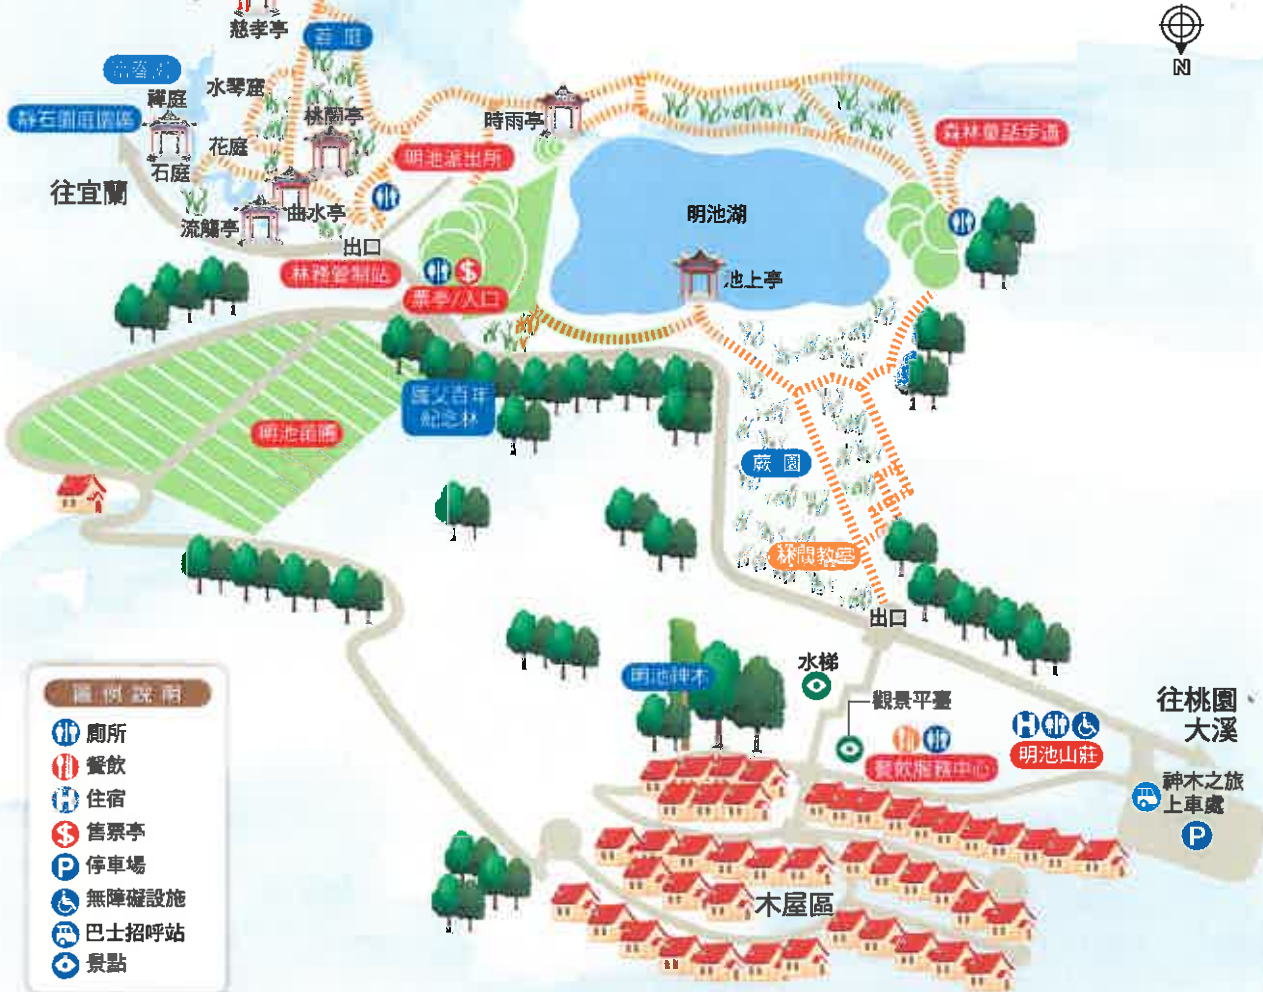 慈孝亭
N
水琴窟
禪庭
靜石園庭園區
桃蘭亭
時雨亭
森林童話步道
花庭
明池派出所
石庭
往宜蘭
明池湖
曲水亭
流觴亭
出口
林務管制站
池上亭
票亭/入口
國父百年
紀念林
明池苗圃
蕨園
林間教室
出口
水梯
明池神木
觀景平臺
往桃園
大溪
明池山莊
餐飲服務中心
神木之旅
上車處
P
木屋區
圖例說明
廁所
餐飲
住宿
$ 售票亭
P 停車場
無障礙設施
巴士招呼站
景點